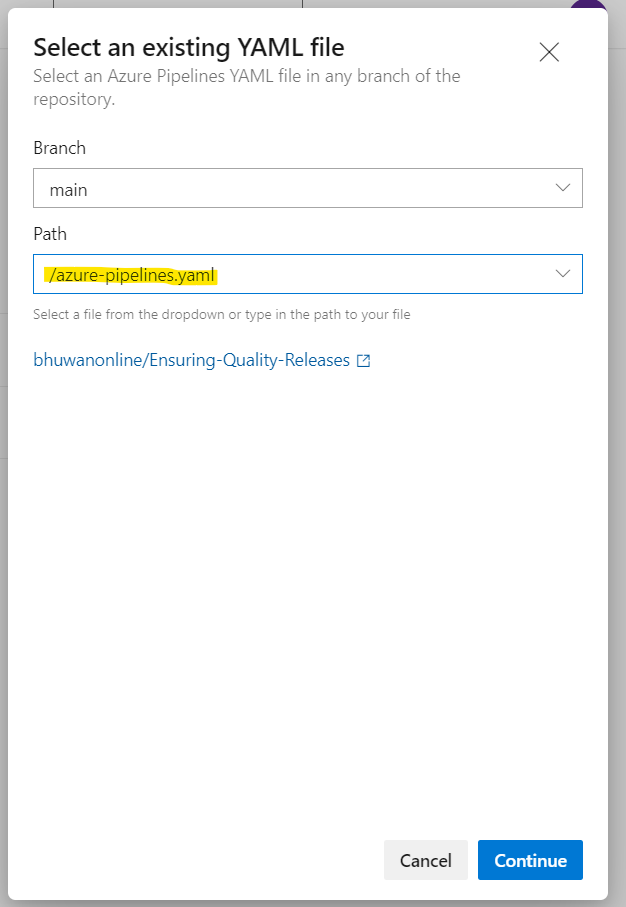 Select an existing YAML file
Select an Azure Pipelines YAML file in any branch of the
repository.
Branch
main
Path
/azure-pipelines.yaml
Select a file from the dropdown or type in the path to your file
bhuwanonline/Ensuring-Quality-Releases
Cancel
Continue